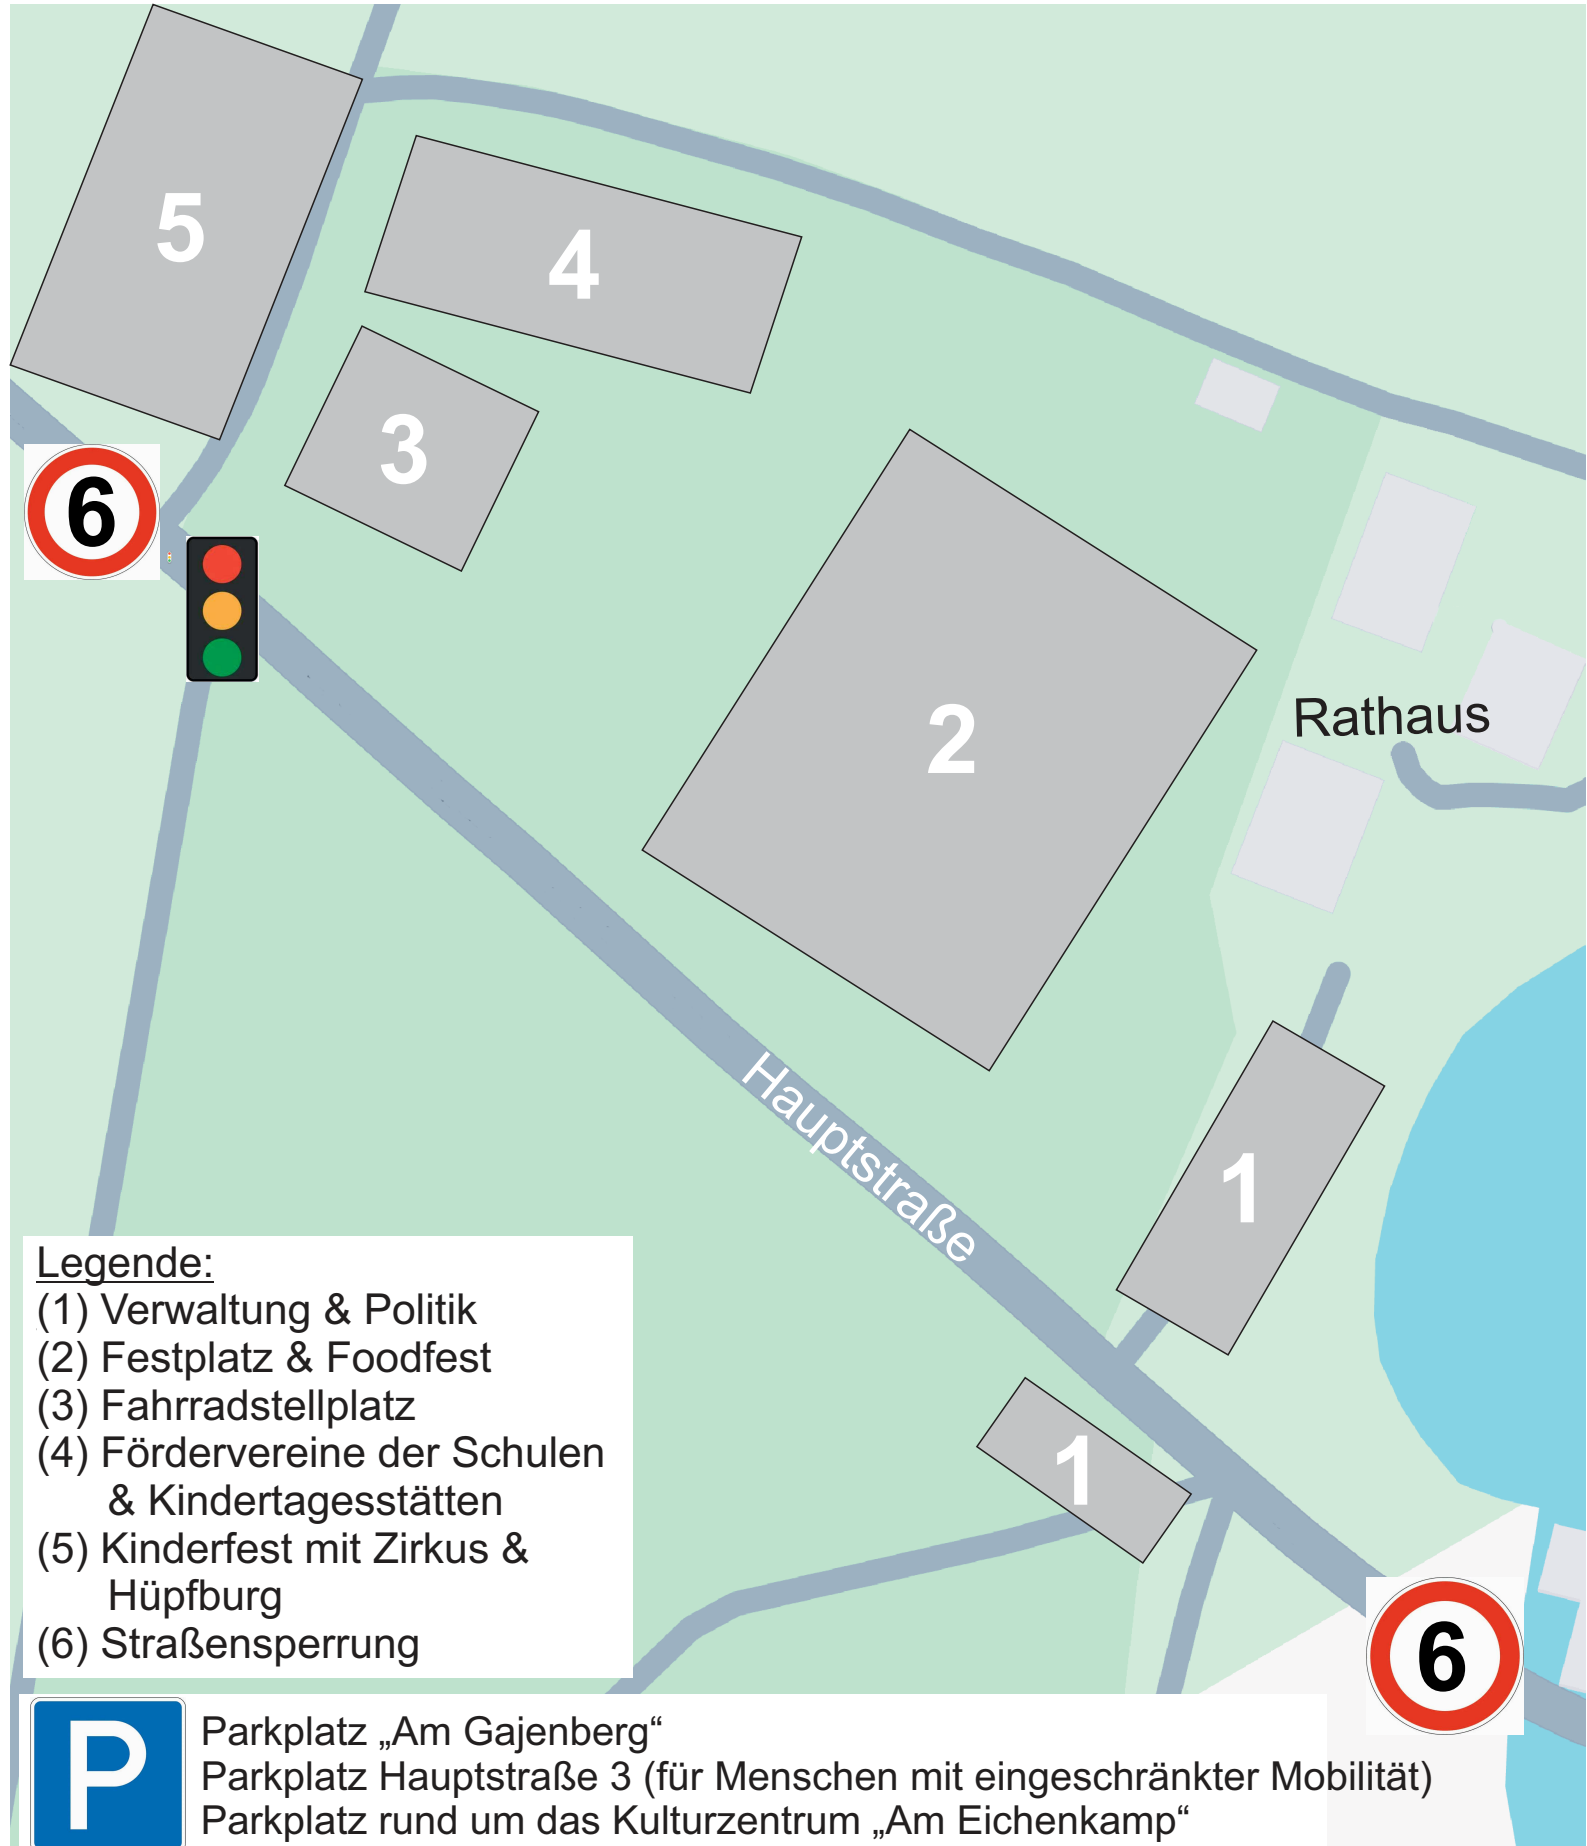 5
4
3
6
2
Rathaus
Hauptstraße
1
1
Legende:
(1) Verwaltung & Politik
(2) Festplatz & Foodfest
(3) Fahrradstellplatz
(4) Fördervereine der Schulen
& Kindertagesstätten
(5) Kinderfest mit Zirkus &
Hüpfburg
(6) Straßensperrung
6
P
Parkplatz „Am Gajenberg“
Parkplatz Hauptstraße 3 (für Menschen mit eingeschränkter Mobilität)
Parkplatz rund um das Kulturzentrum „Am Eichenkamp“